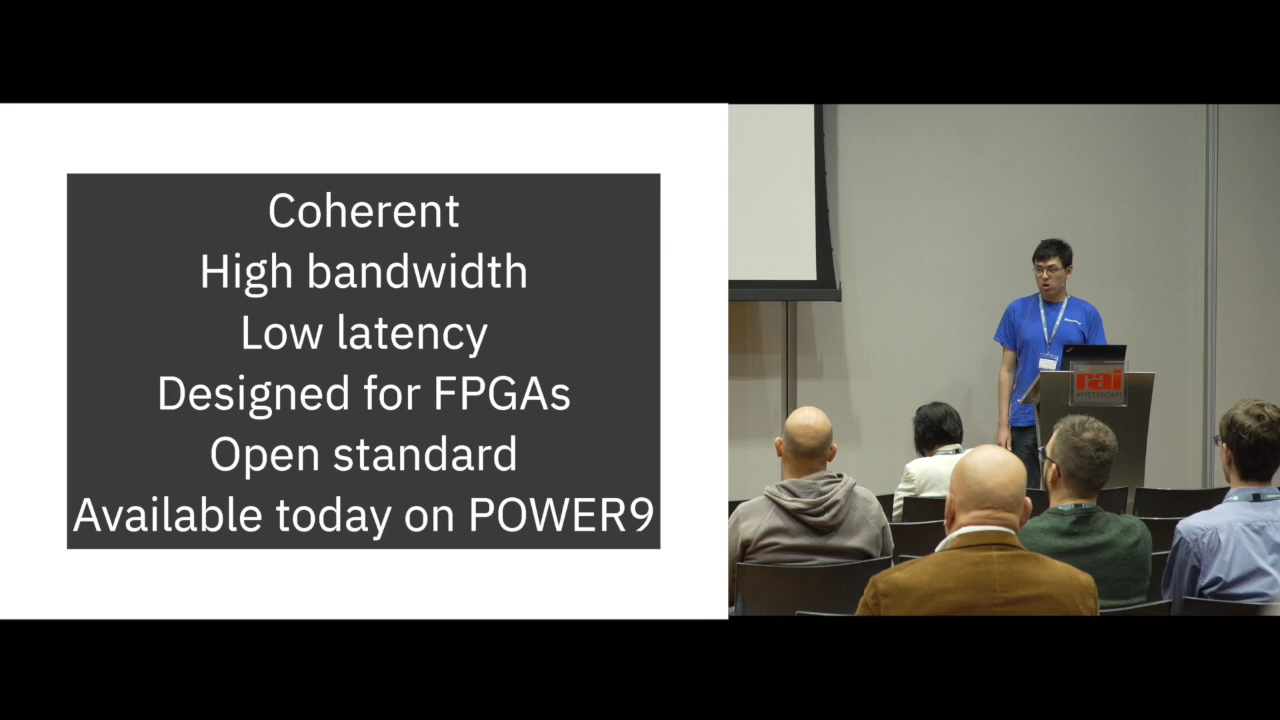 Coherent
High bandwidth
Low latency
Designed for FPGAs
Open standard
Available today on POWER9
rai
AMSTERDAM